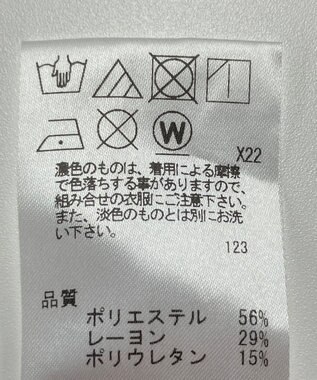 W
X22
濃色のものは、着用による摩擦
で色落ちする事がありますので、
組み合せの衣服にご注意下さい。
また、淡色のものとは別にお洗
い下さい。
123
品質
ポリエステル 56%
レーヨン 29%
ポリウレタン 15%